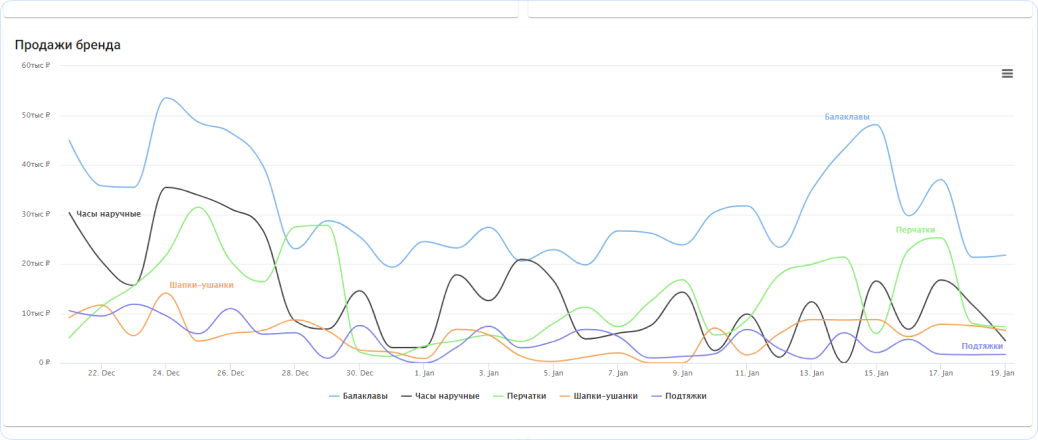 Продажи бренда
60тыс ₽
50тыс ₽
Балаклавы
40тыс ₽
30тыс ₽
Часы наручные
Перчатки
20тыс ₽
Шапки-ушанки
10тыс ₽
Подтяжки
0 ₽
22. Dec 24. Dec 26. Dec 28. Dec 30. Dec 1. Jan 3. Jan 5. Jan 7. Jan 9. Jan 11. Jan 13. Jan 15. Jan 17. Jan 19. Jan
Балаклавы Часы наручные Перчатки Шапки-ушанки Подтяжки